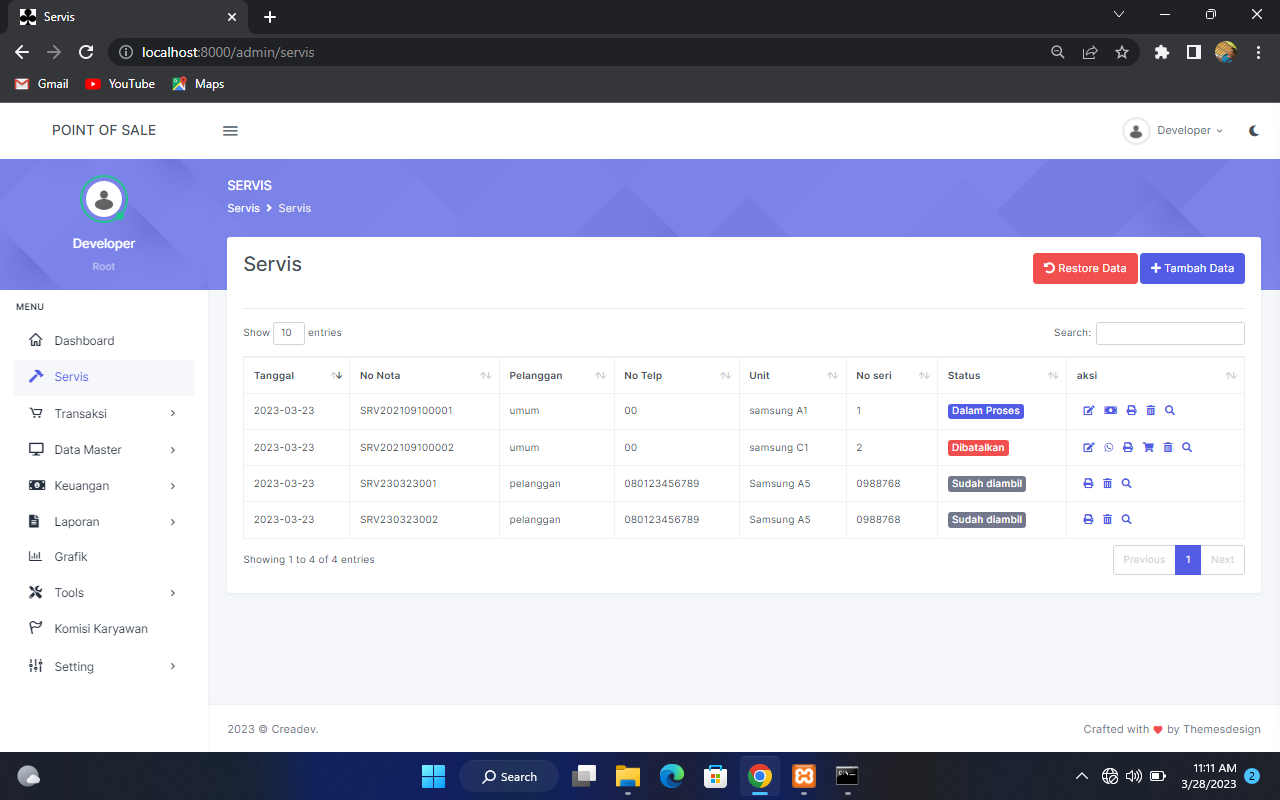 Servis
localhost:8000/admin/servis
Gmail YouTube Maps
POINT OF SALE Developer
Developer
Root
SERVIS
Servis Servis
MENU
Dashboard
Servis
Transaksi
Data Master
Keuangan
Laporan
Grafik
Tools
Komisi Karyawan
Setting
Servis Restore Data Tambah Data
Show 10 entries Search:
Tanggal No Nota Pelanggan No Telp Unit No seri Status aksi
2023-03-23 SRV202109100001 umum 00 samsung A1 1 Dalam Proses
2023-03-23 SRV202109100002 umum 00 samsung C1 2 Dibatalkan
2023-03-23 SRV230323001 pelanggan 080123456789 Samsung A5 0988768 Sudah diambil
2023-03-23 SRV230323002 pelanggan 080123456789 Samsung A5 0988768 Sudah diambil
Showing 1 to 4 of 4 entries Previous 1 Next
2023 © Creadev. Crafted with ❤ by Themesdesign
Search
11:11 AM
3/28/2023 2